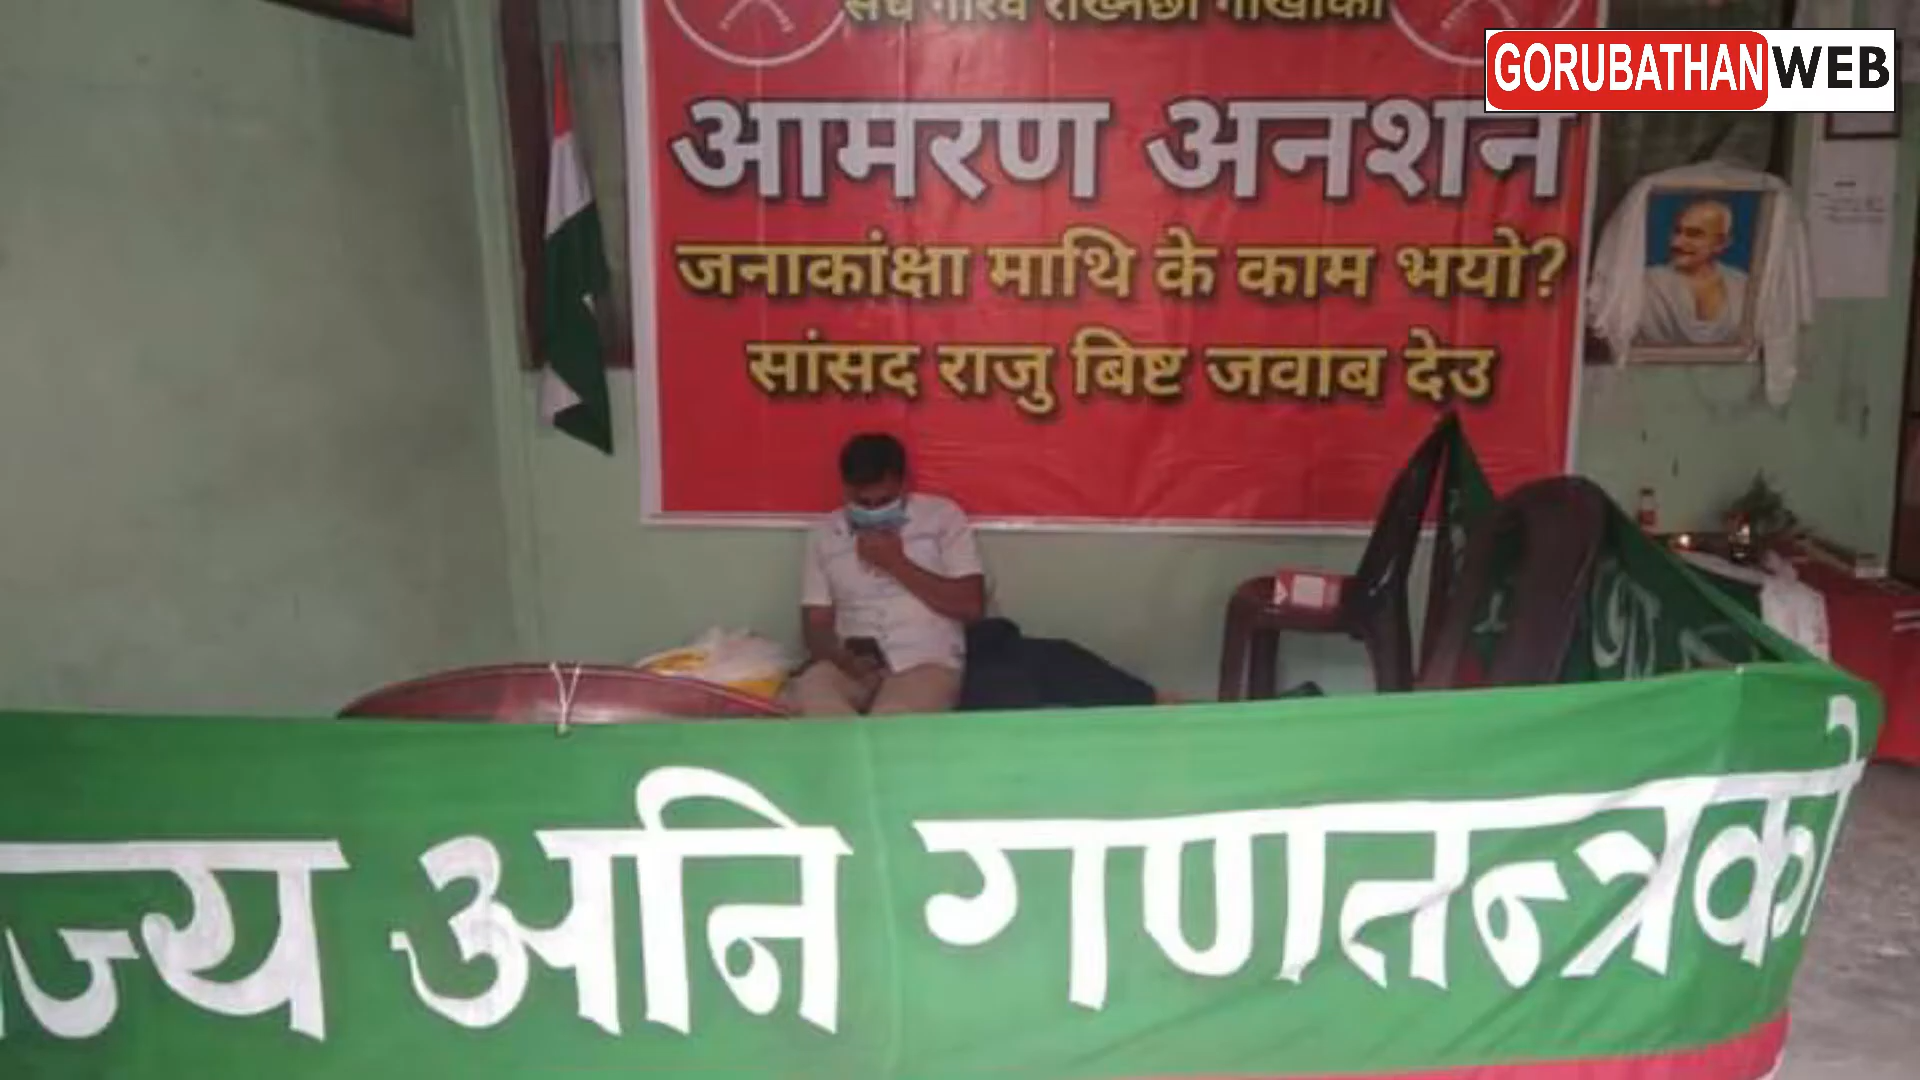 गोर्खाको
GORUBATHAN WEB
आमरण अनशन
जनाकांक्षा माथि के काम भयो?
सांसद राजु बिष्ट जवाब देउ
अनि गणतन्त्रको